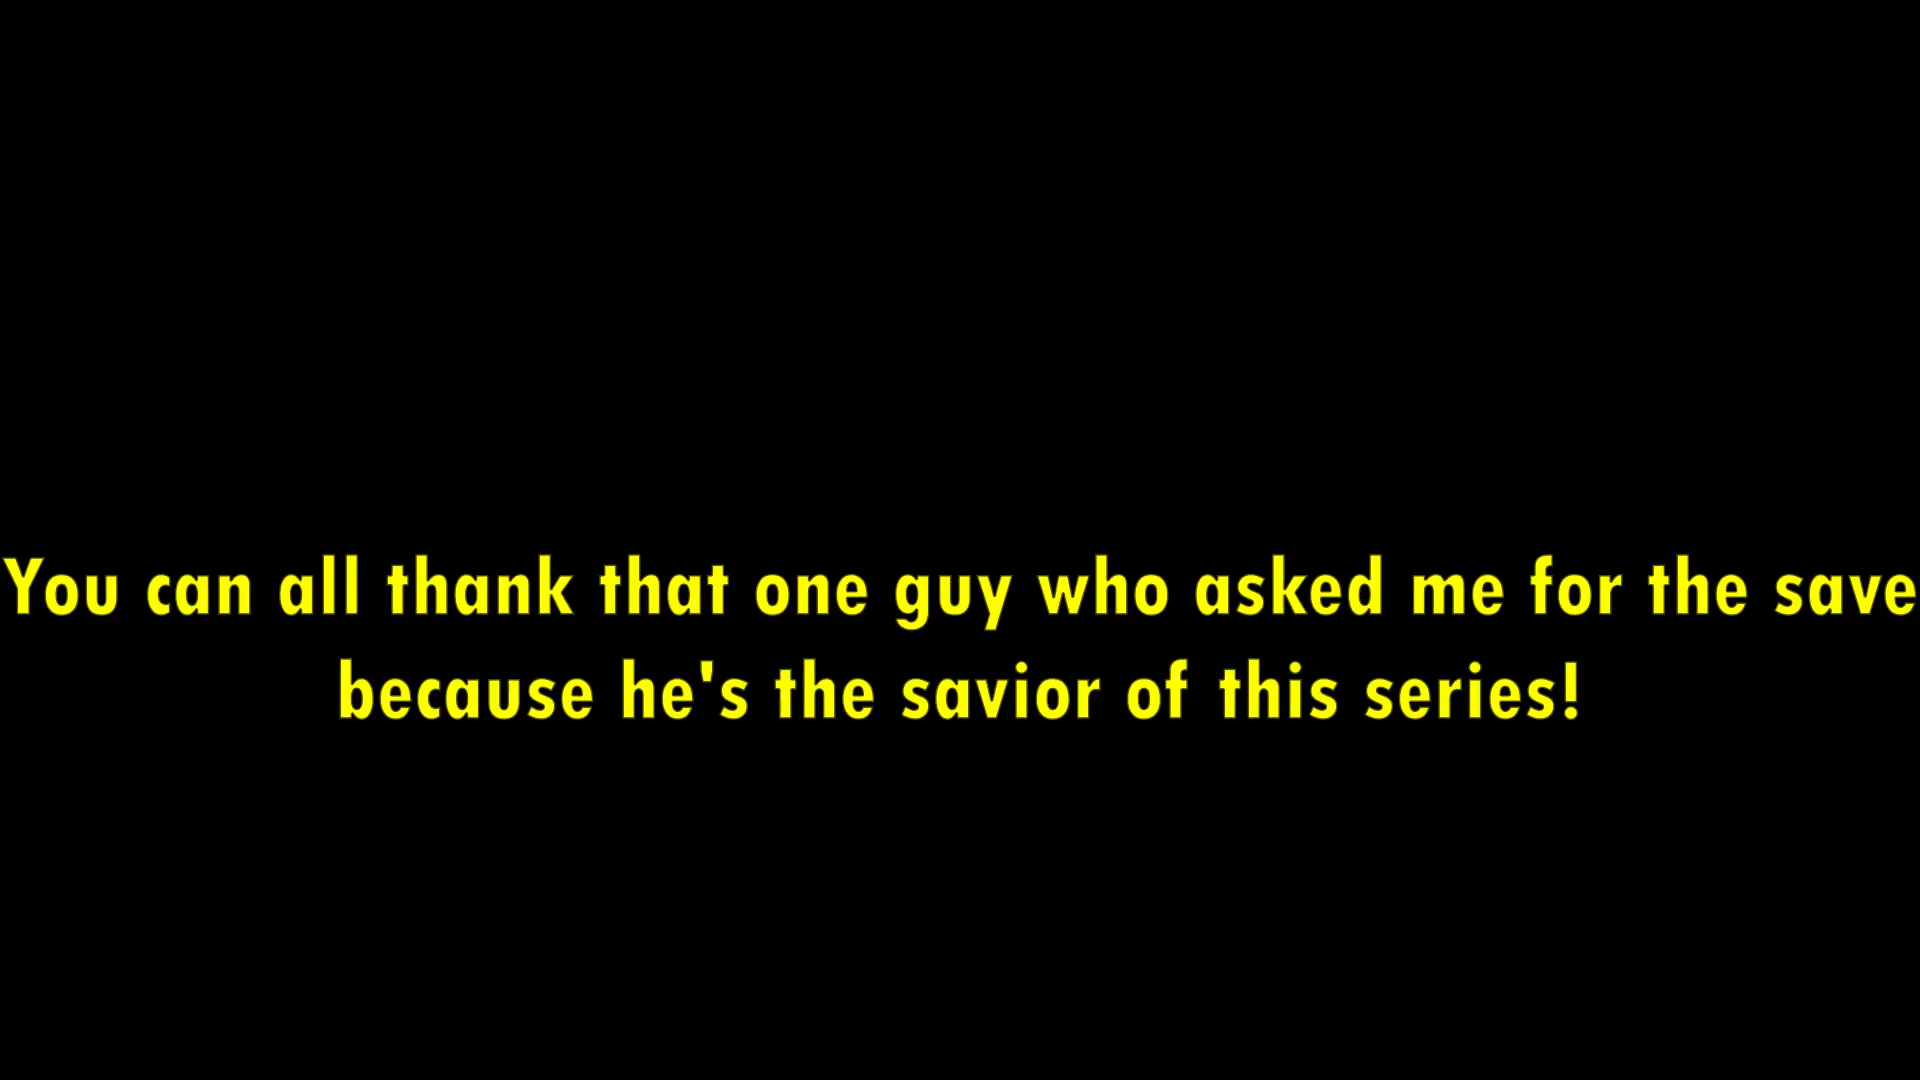 You can all thank that one guy who asked me for the save
because he's the savior of this series!